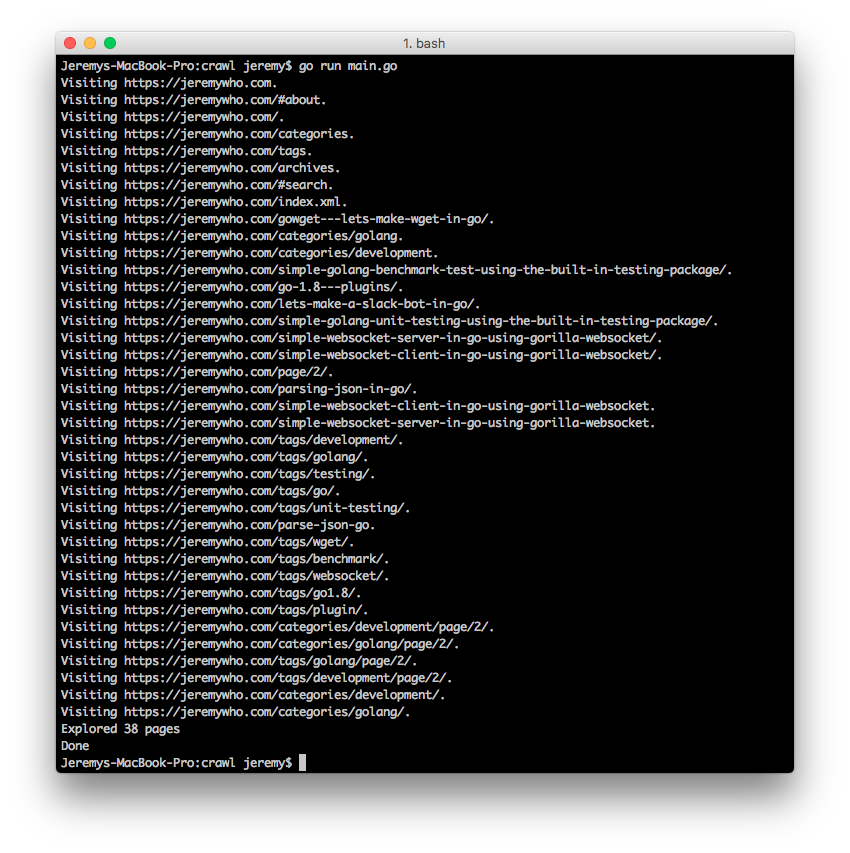 1. bash
Jeremys-MacBook-Pro:crawl jeremy$ go run main.go
Visiting https://jeremywho.com.
Visiting https://jeremywho.com/#about.
Visiting https://jeremywho.com/.
Visiting https://jeremywho.com/categories.
Visiting https://jeremywho.com/tags.
Visiting https://jeremywho.com/archives.
Visiting https://jeremywho.com/#search.
Visiting https://jeremywho.com/index.xml.
Visiting https://jeremywho.com/gowget---lets-make-wget-in-go/.
Visiting https://jeremywho.com/categories/golang.
Visiting https://jeremywho.com/categories/development.
Visiting https://jeremywho.com/simple-golang-benchmark-test-using-the-built-in-testing-package/.
Visiting https://jeremywho.com/go-1.8---plugins/.
Visiting https://jeremywho.com/lets-make-a-slack-bot-in-go/.
Visiting https://jeremywho.com/simple-golang-unit-testing-using-the-built-in-testing-package/.
Visiting https://jeremywho.com/simple-websocket-server-in-go-using-gorilla-websocket/.
Visiting https://jeremywho.com/simple-websocket-client-in-go-using-gorilla-websocket/.
Visiting https://jeremywho.com/page/2/.
Visiting https://jeremywho.com/parsing-json-in-go/.
Visiting https://jeremywho.com/simple-websocket-client-in-go-using-gorilla-websocket.
Visiting https://jeremywho.com/simple-websocket-server-in-go-using-gorilla-websocket.
Visiting https://jeremywho.com/tags/development/.
Visiting https://jeremywho.com/tags/golang/.
Visiting https://jeremywho.com/tags/testing/.
Visiting https://jeremywho.com/tags/go/.
Visiting https://jeremywho.com/tags/unit-testing/.
Visiting https://jeremywho.com/parse-json-go.
Visiting https://jeremywho.com/tags/wget/.
Visiting https://jeremywho.com/tags/benchmark/.
Visiting https://jeremywho.com/tags/websocket/.
Visiting https://jeremywho.com/tags/go1.8/.
Visiting https://jeremywho.com/tags/plugin/.
Visiting https://jeremywho.com/categories/development/page/2/.
Visiting https://jeremywho.com/categories/golang/page/2/.
Visiting https://jeremywho.com/tags/golang/page/2/.
Visiting https://jeremywho.com/tags/development/page/2/.
Visiting https://jeremywho.com/categories/development/.
Visiting https://jeremywho.com/categories/golang/.
Explored 38 pages
Done
Jeremys-MacBook-Pro:crawl jeremy$